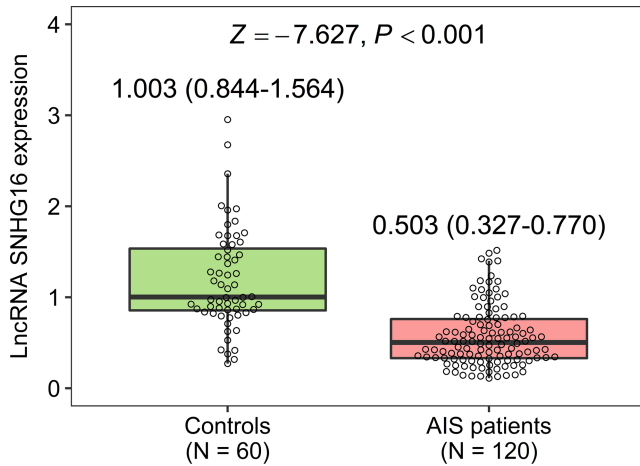 Z = −7.627, P < 0.001
1.003 (0.844-1.564)
0.503 (0.327-0.770)
LncRNA SNHG16 expression
4
3
2
1
0
Controls
(N = 60)
AIS patients
(N = 120)